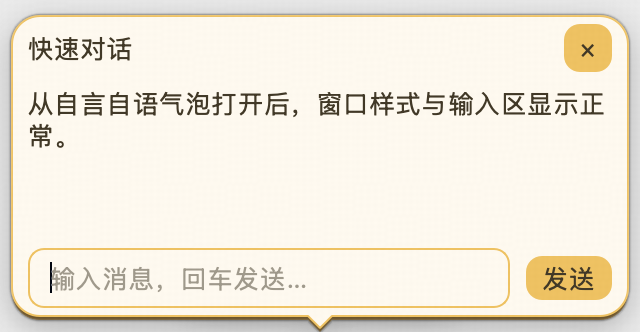 快速对话
×
从自言自语气泡打开后，窗口样式与输入区显示正
常。
输入消息，回车发送...
发送